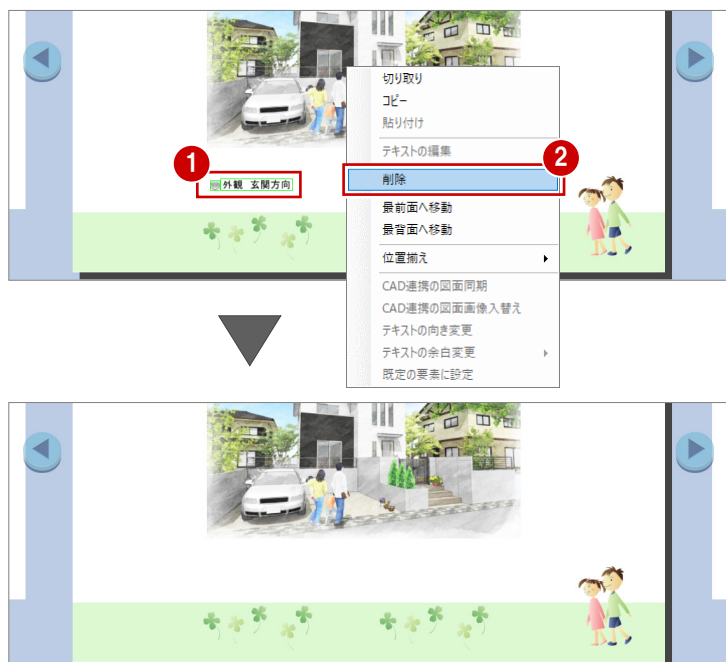 切り取り
コピー
貼り付け
テキストの編集
1
2
外観 玄関方向
削除
最前面へ移動
最背面へ移動
位置揃え
CAD連携の図面同期
CAD連携の図面画像入替え
テキストの向き変更
テキストの余白変更
既定の要素に設定